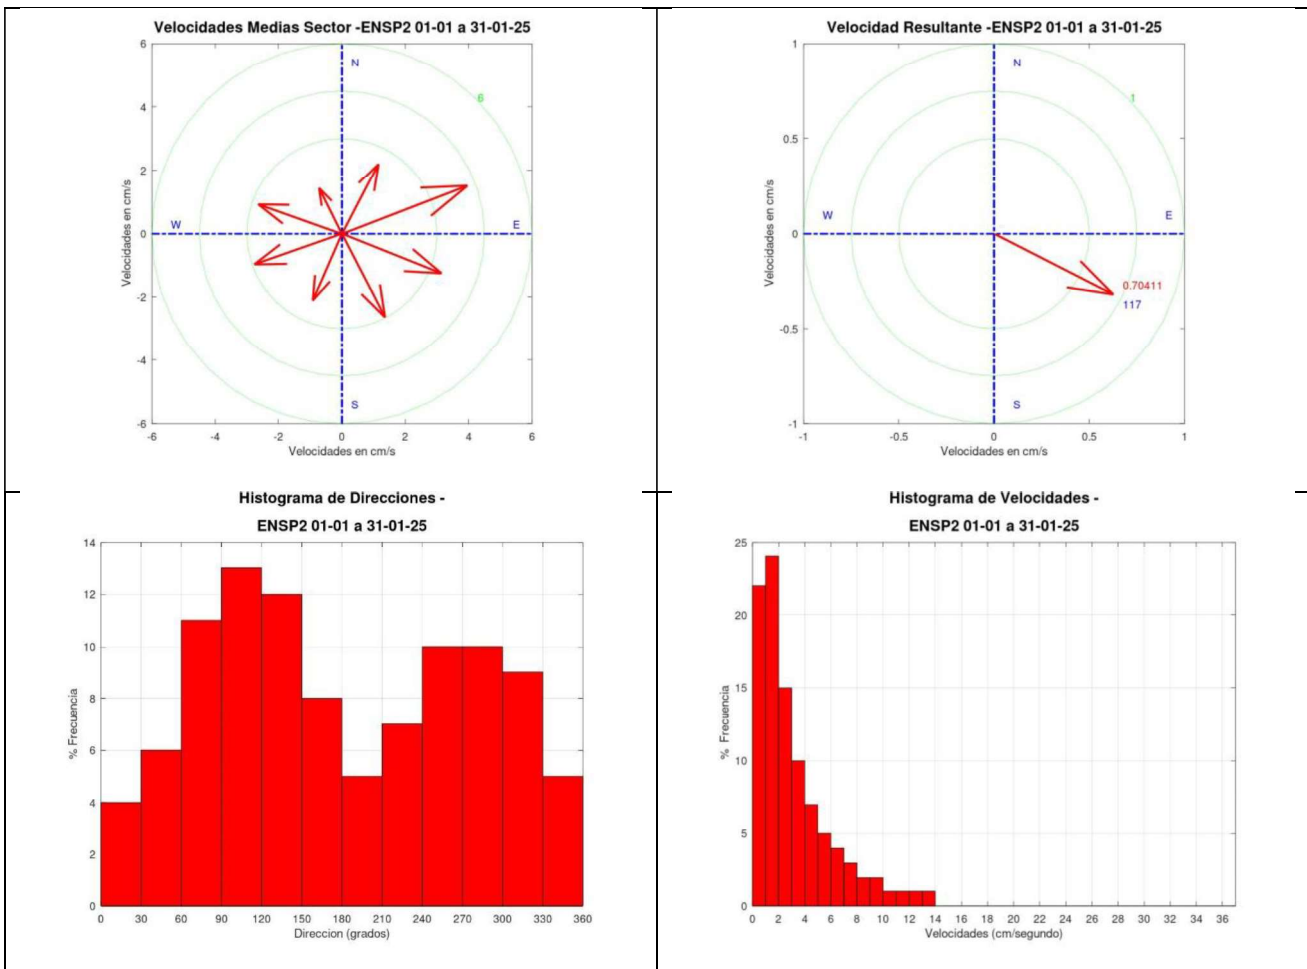 Velocidades Medias Sector -ENSP2 01-01 a 31-01-25
6
4
2
0
-2
-4
-6
-6 -4 -2 0 2 4 6
N
S
W
E
6
Velocidades en cm/s
Velocidades en cm/s
Velocidad Resultante -ENSP2 01-01 a 31-01-25
1
0.5
0
-0.5
-1
-1 -0.5 0 0.5 1
N
S
W
E
1
0.70411
117
Velocidades en cm/s
Velocidades en cm/s
Histograma de Direcciones -
ENSP2 01-01 a 31-01-25
14
12
10
8
6
4
2
0
0 30 60 90 120 150 180 210 240 270 300 330 360
% Frecuencia
Direccion (grados)
Histograma de Velocidades -
ENSP2 01-01 a 31-01-25
25
20
15
10
5
0
0 2 4 6 8 10 12 14 16 18 20 22 24 26 28 30 32 34 36
% Frecuencia
Velocidades (cm/segundo)